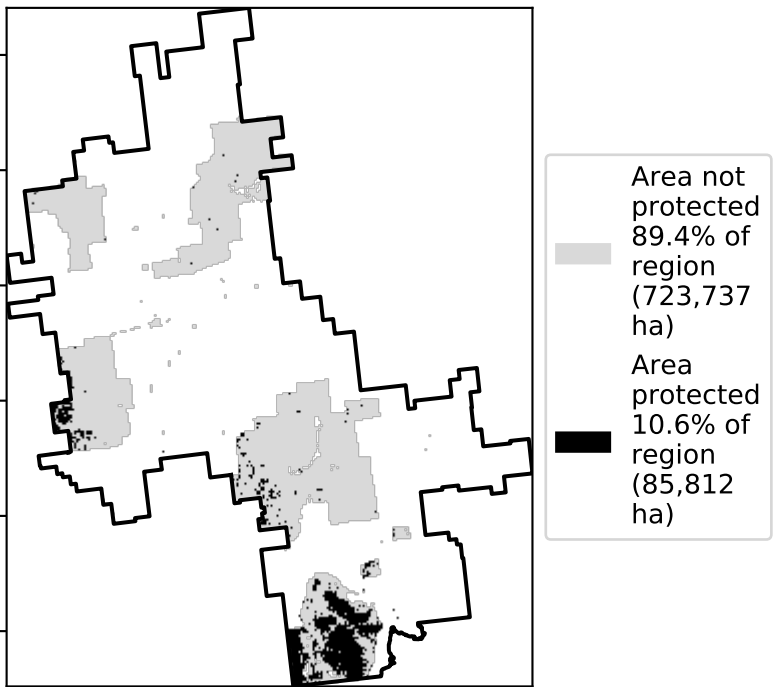 Area not
protected
89.4% of
region
(723,737
ha)
Area
protected
10.6% of
region
(85,812
ha)